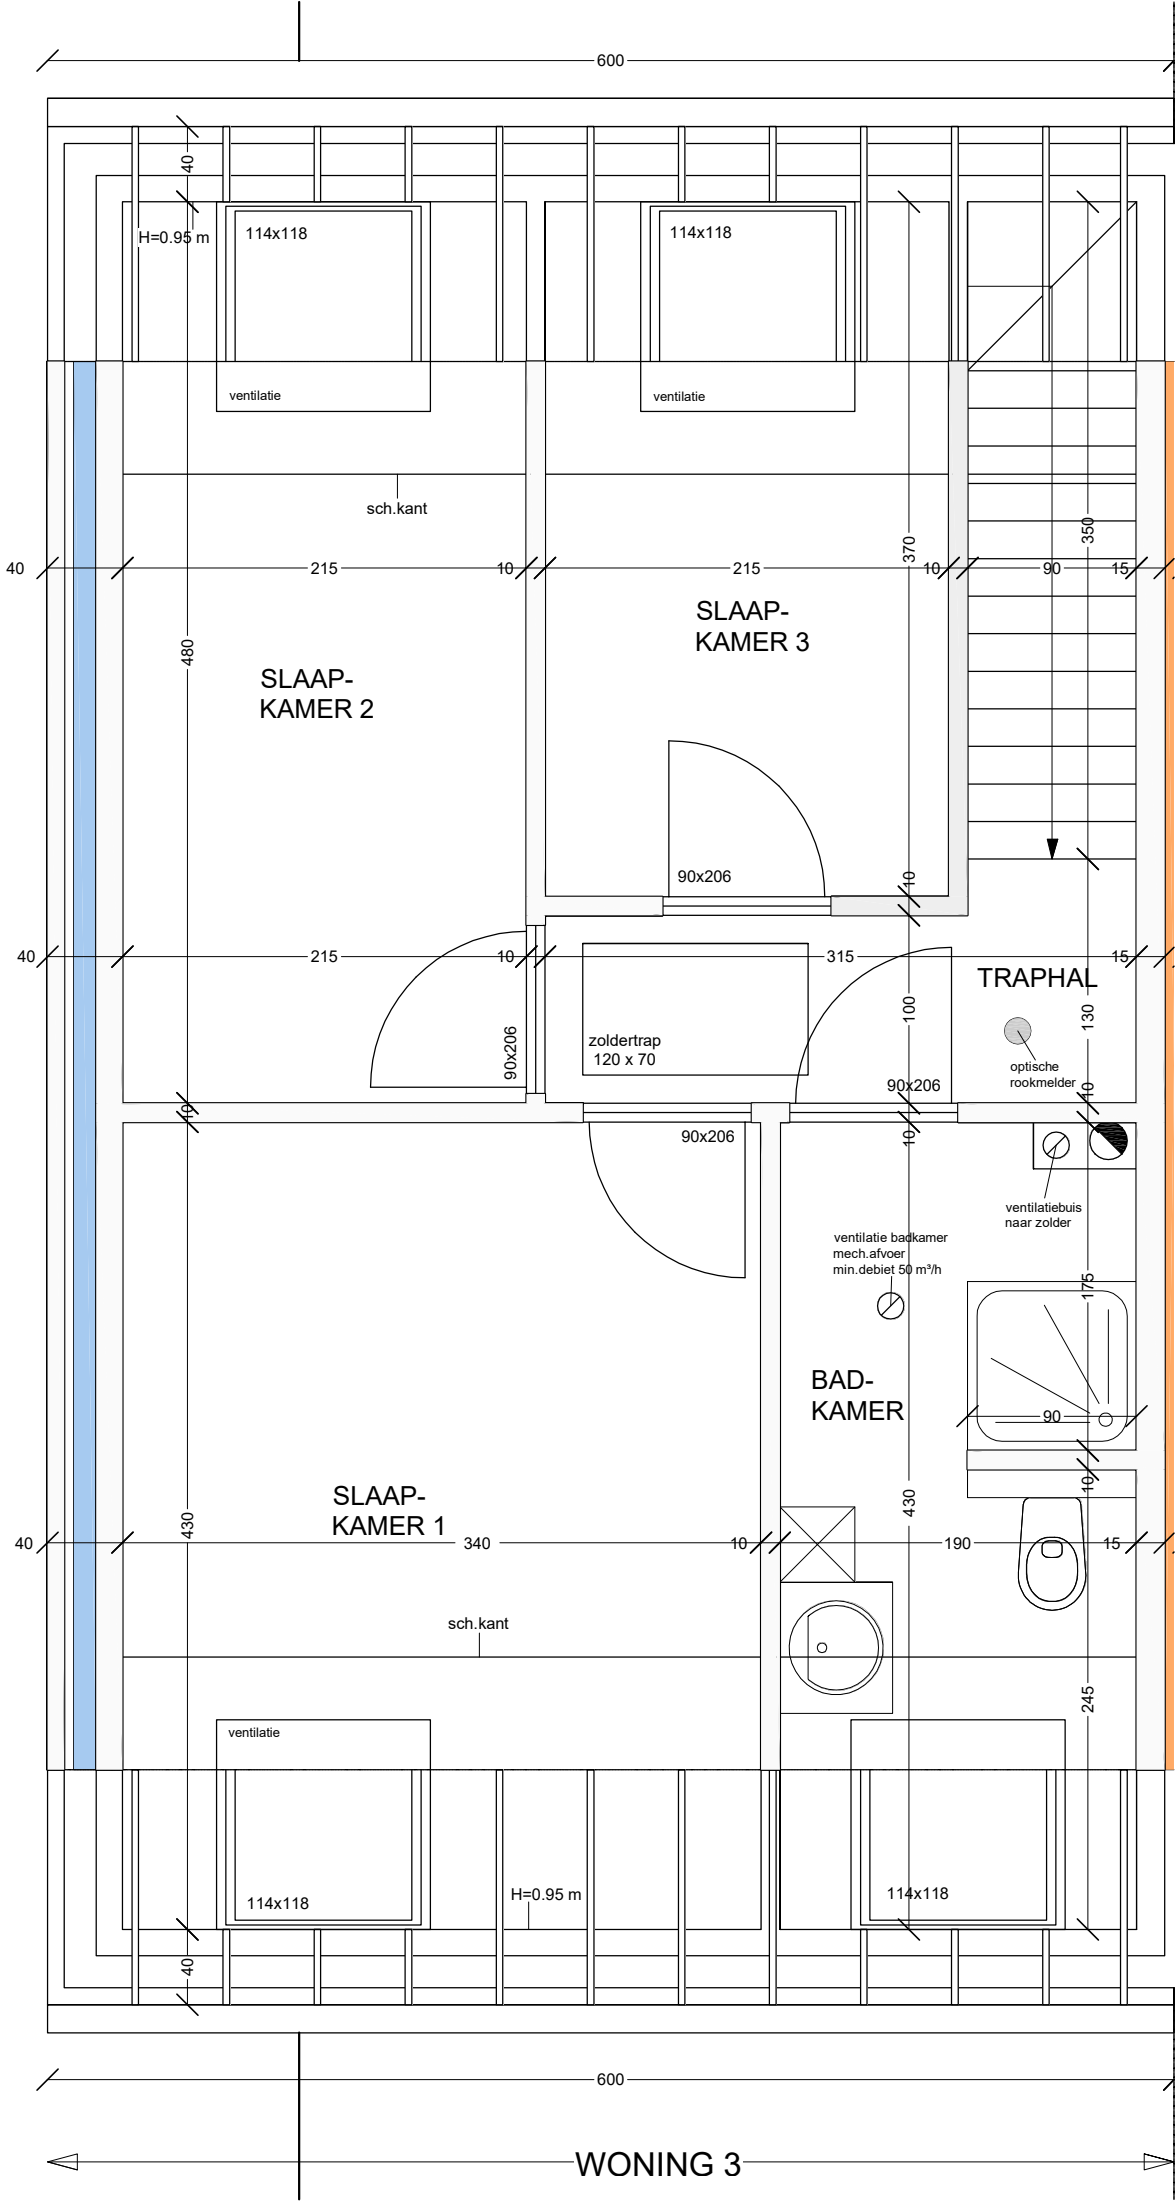 600
40
H=0.95 m
114x118
114x118
ventilatie
ventilatie
sch.kant
40
215
10
215
370
10
350
90
15
SLAAP-
KAMER 3
480
SLAAP-
KAMER 2
90x206
10
40
215
10
315
15
TRAPHAL
100
130
90x206
zoldertrap
120 x 70
optische
rookmelder
90x206
10
10
90x206
10
ventilatiebuis
naar zolder
ventilatie badkamer
mech.afvoer
min.debiet 50 m³/h
175
BAD-
KAMER
90
10
SLAAP-
KAMER 1
430
430
40
340
10
190
15
sch.kant
245
ventilatie
114x118
H=0.95 m
114x118
40
600
WONING 3